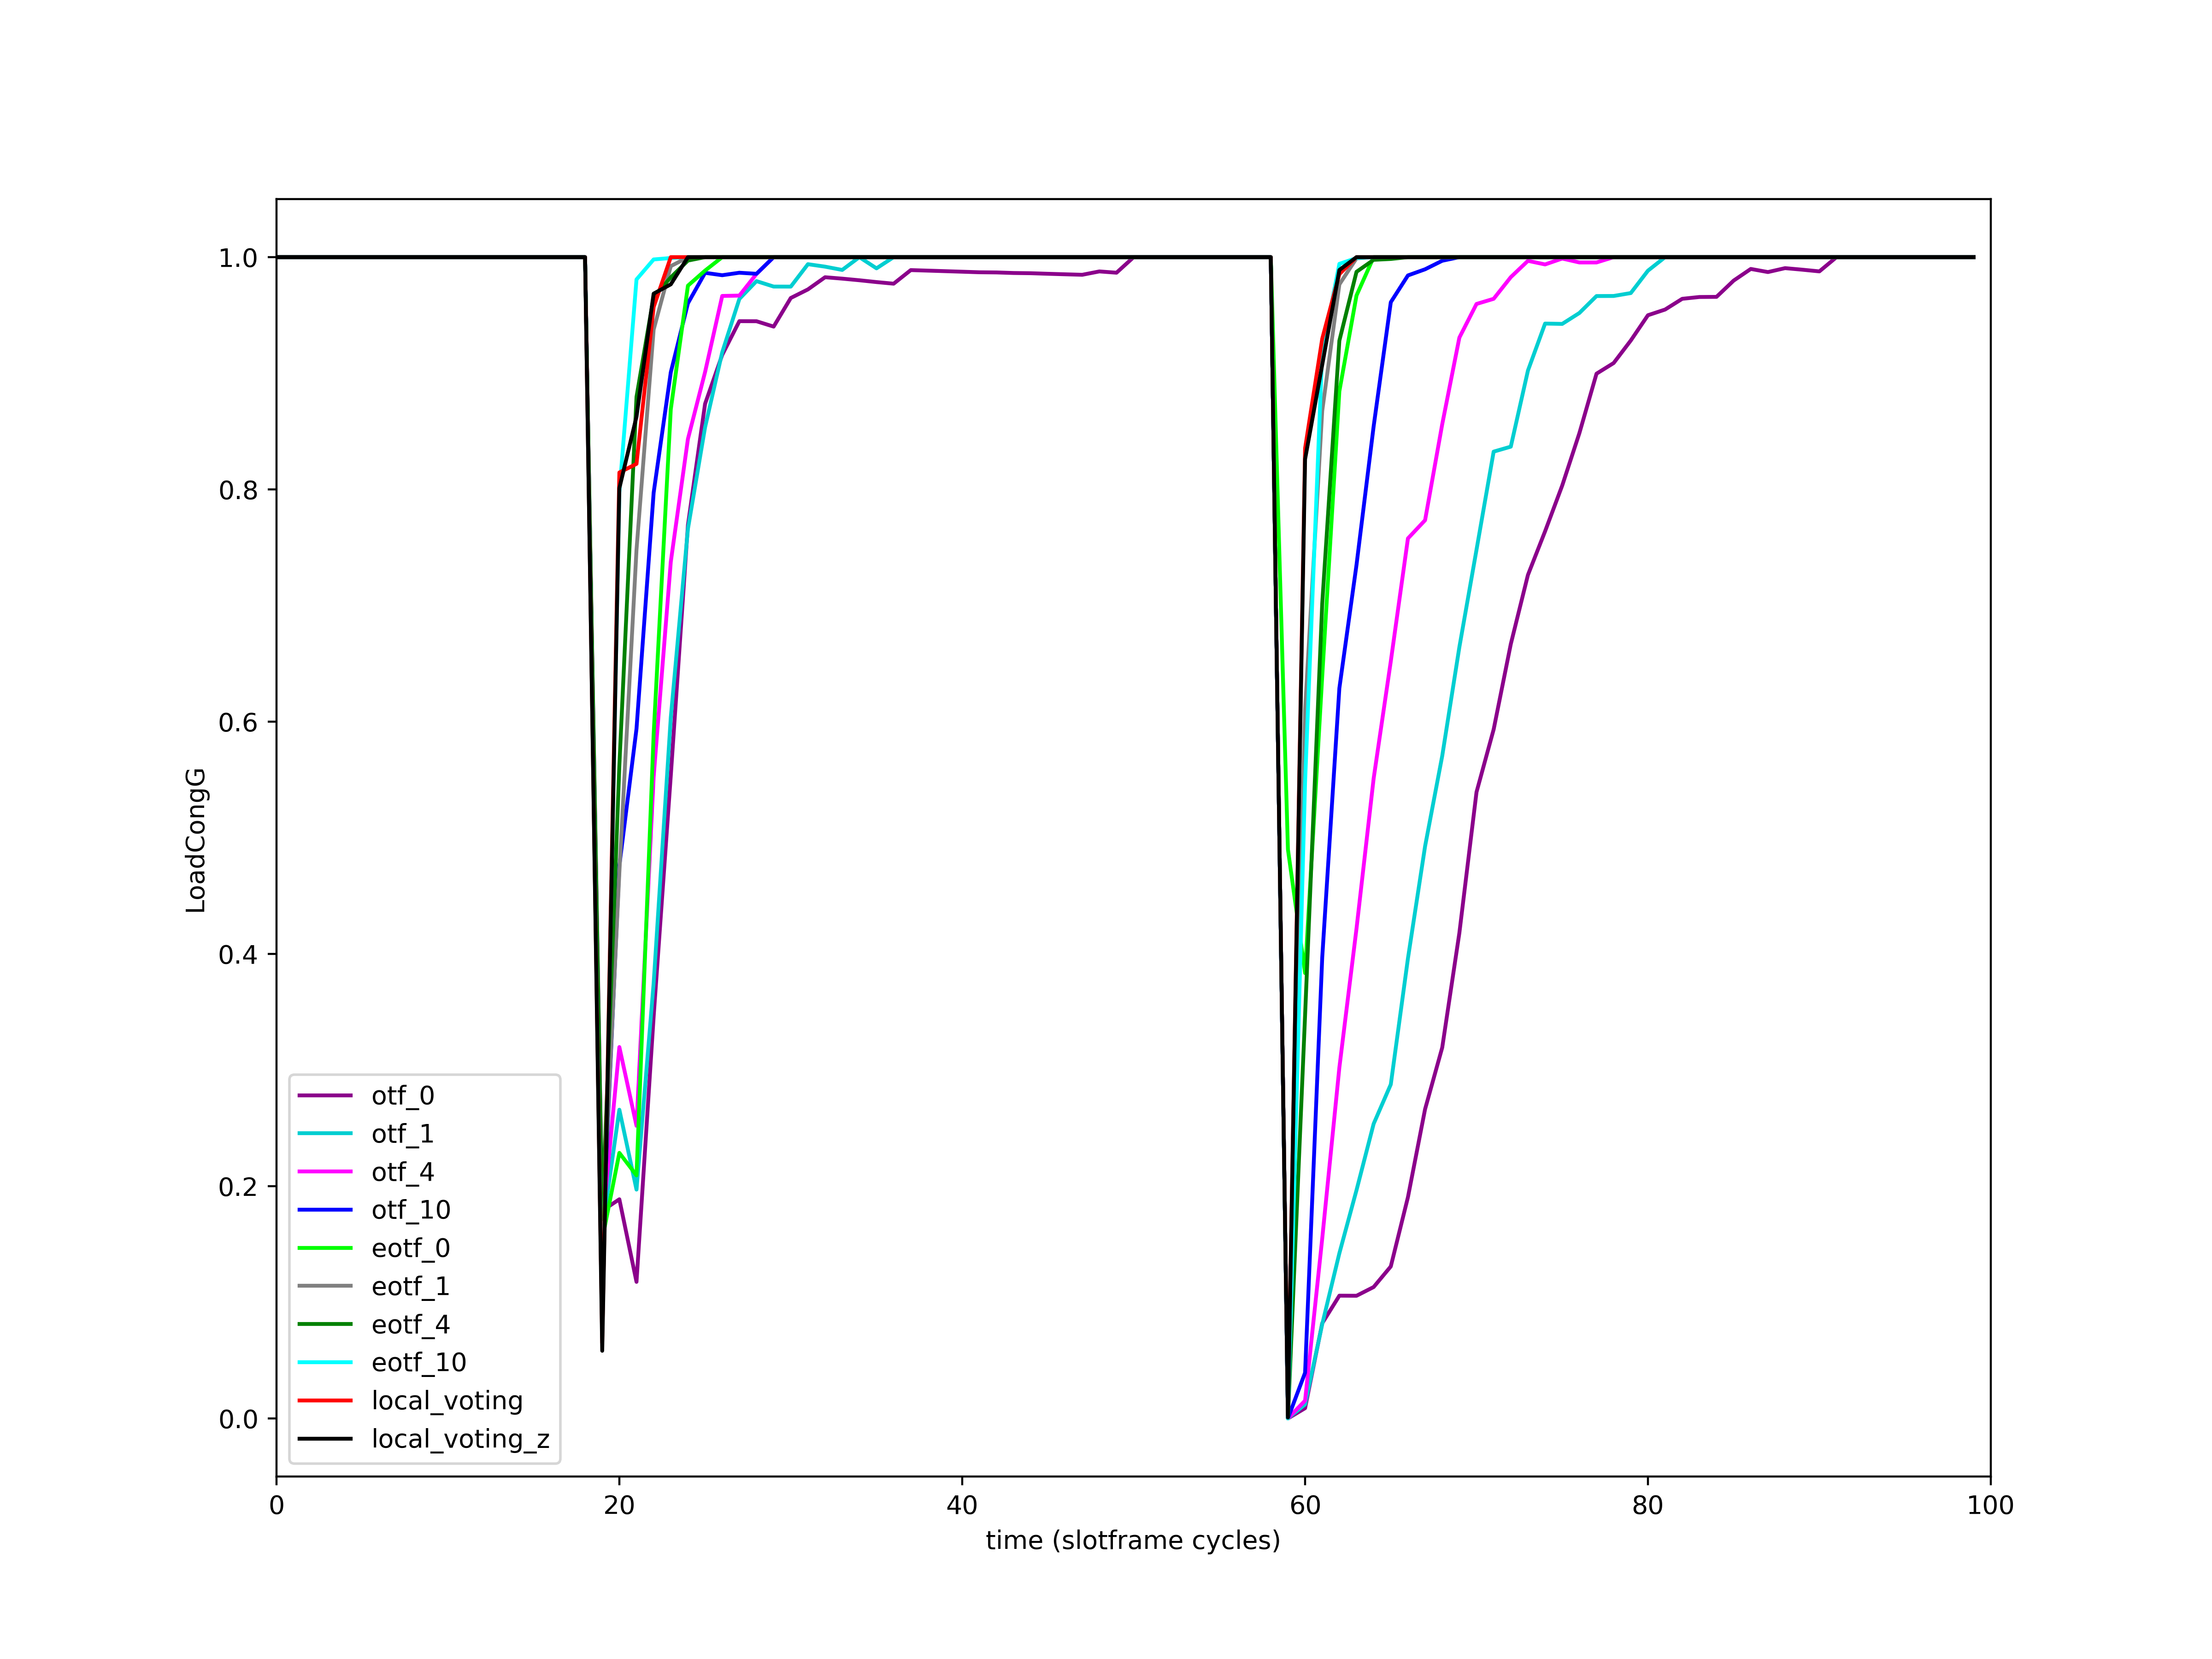 1.0
0.8
0.6
0.4
0.2
0.0
LoadCongG
otf_0
otf_1
otf_4
otf_10
eotf_0
eotf_1
eotf_4
eotf_10
local_voting
local_voting_z
0 20 40 60 80 100
time (slotframe cycles)